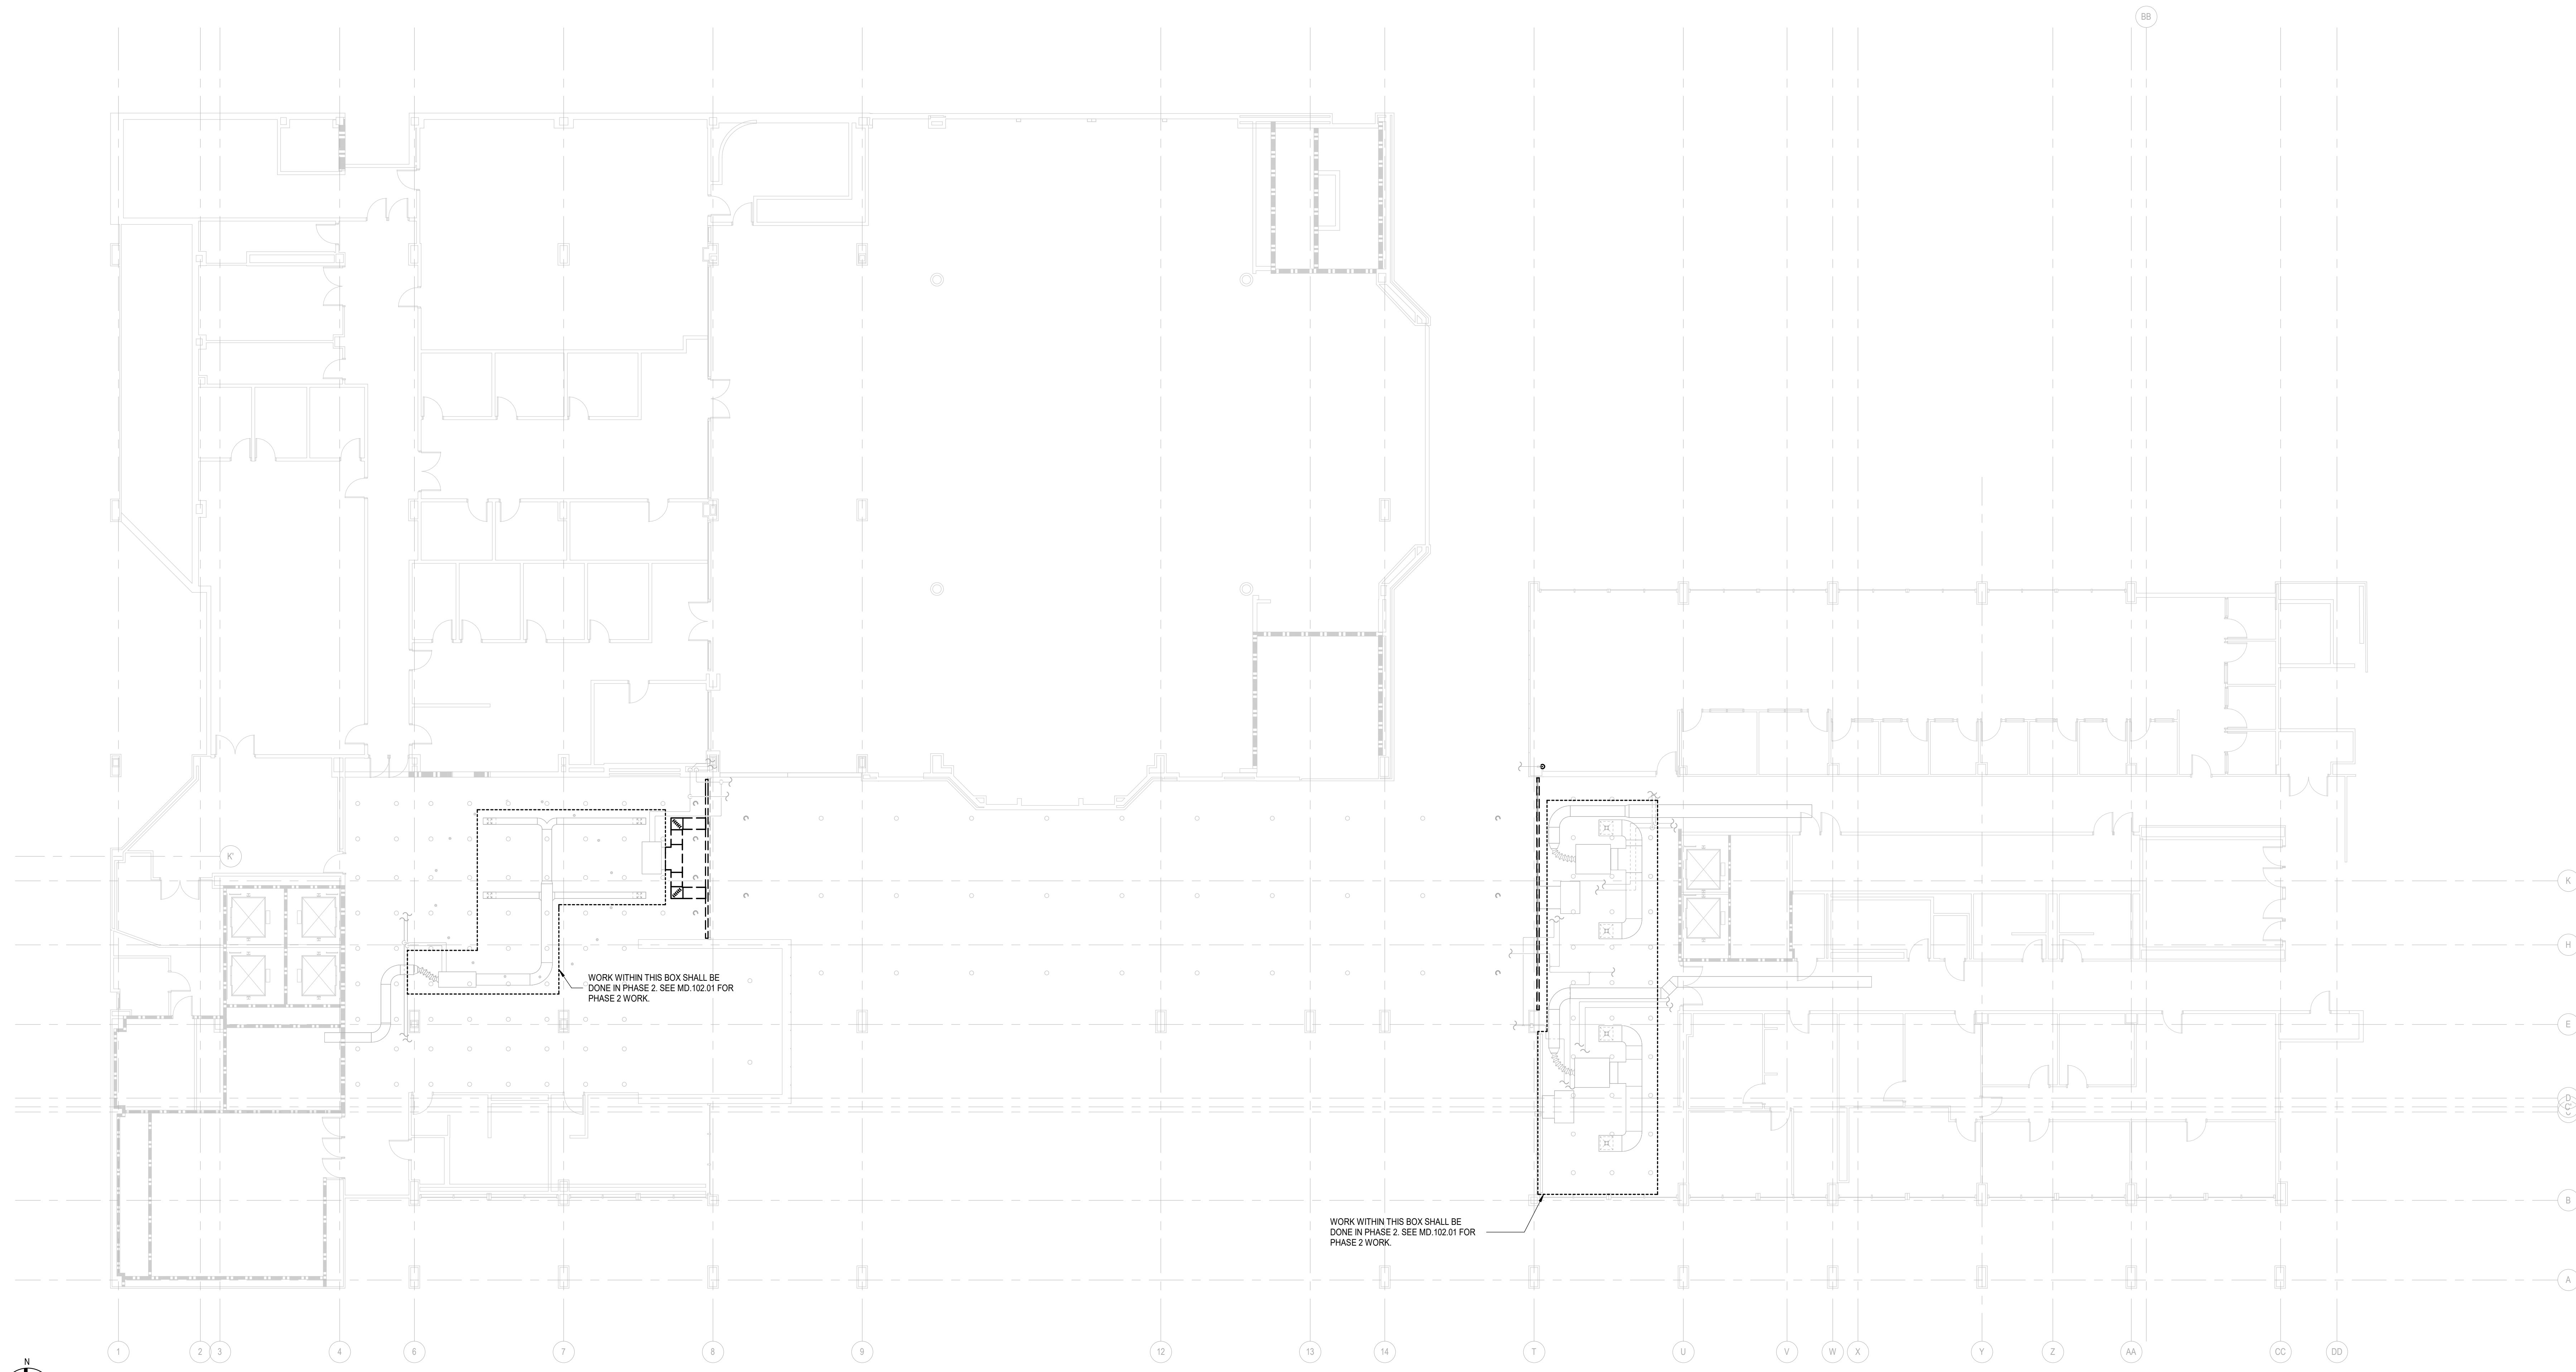 BB
K'
K
H
WORK WITHIN THIS BOX SHALL BE
DONE IN PHASE 2. SEE MD.102.01 FOR
PHASE 2 WORK.
E
D
B
WORK WITHIN THIS BOX SHALL BE
DONE IN PHASE 2. SEE MD.102.01 FOR
PHASE 2 WORK.
A
1 2 3 4 6 7 8 9 12 13 14 T U V W X Y Z AA CC DD
N